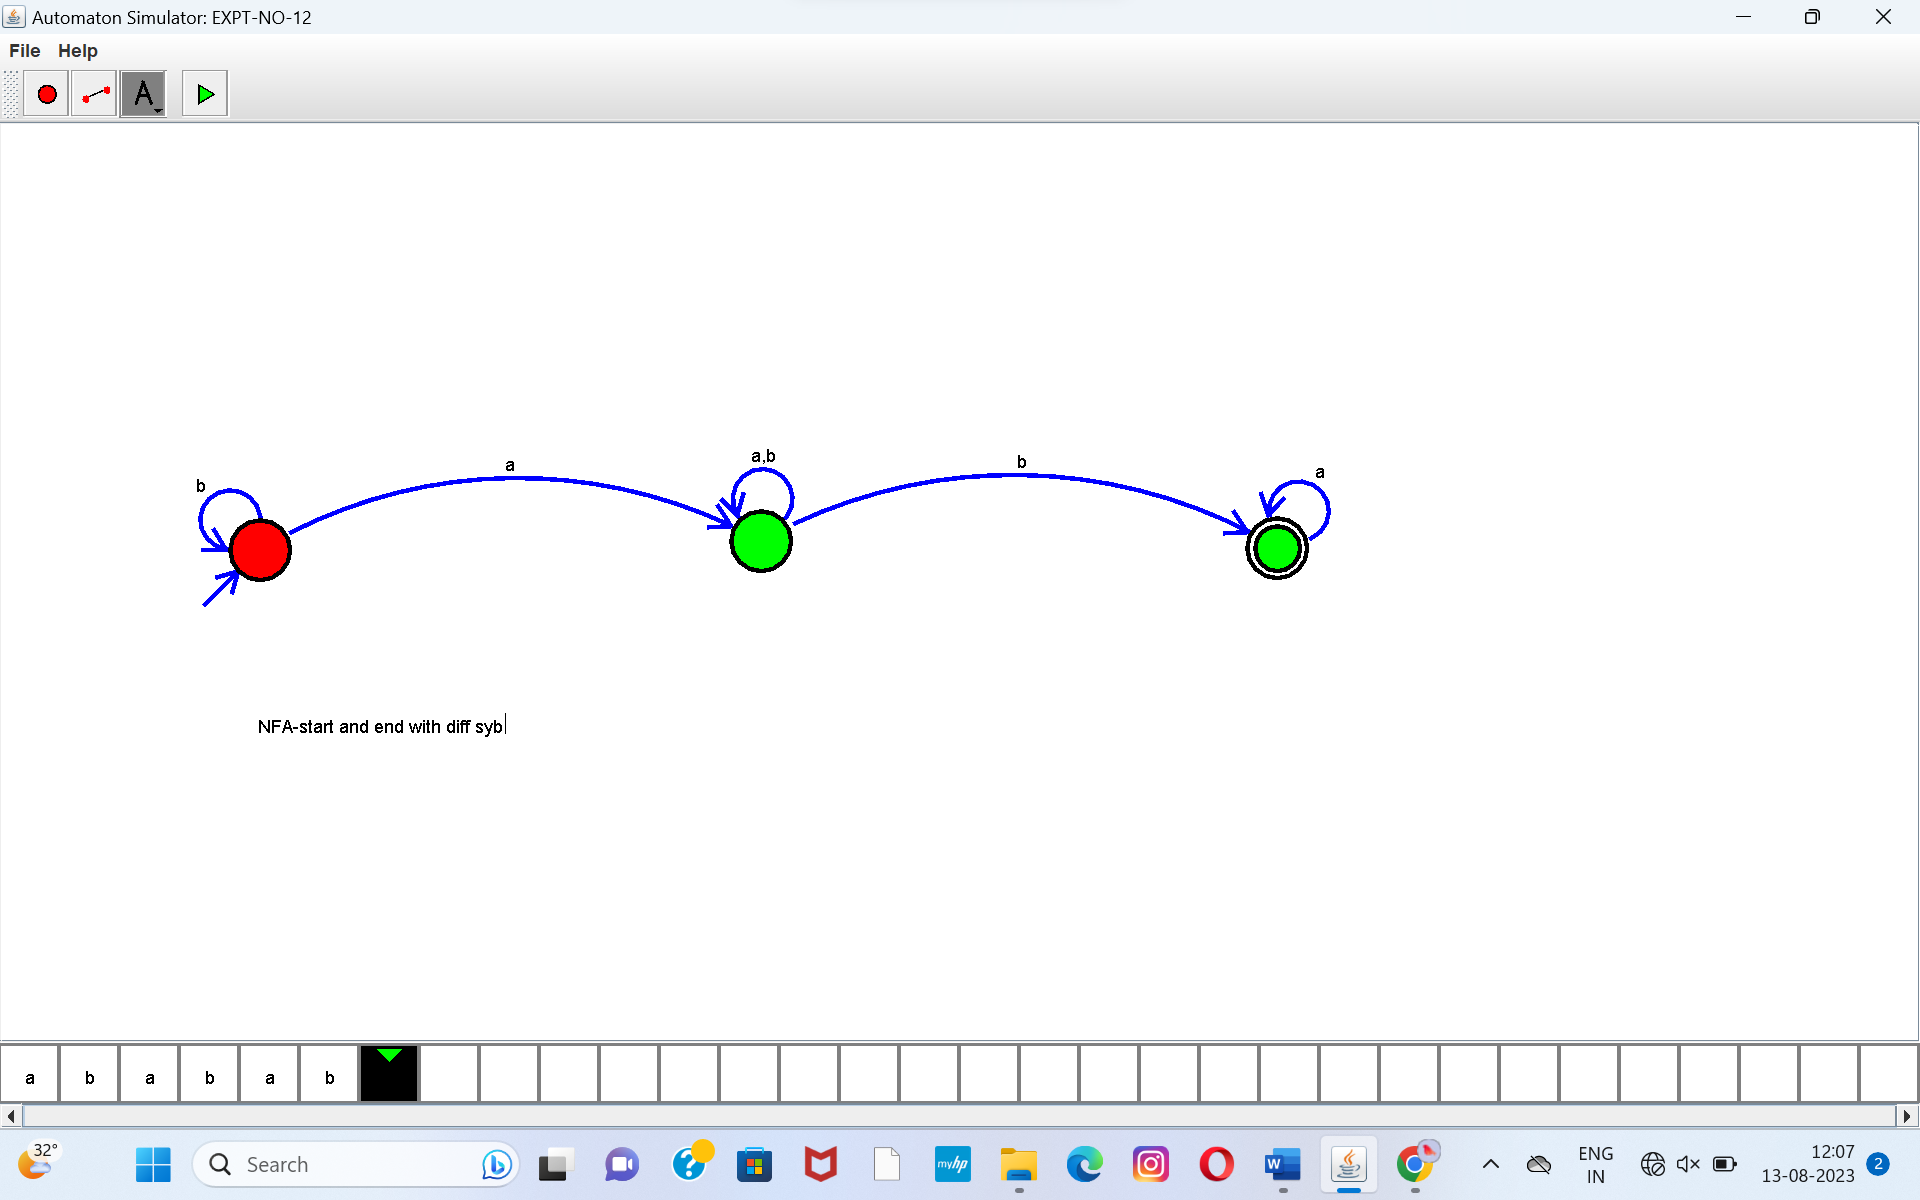 Automaton Simulator: EXPT-NO-12
File Help
A
b
a
a,b
b
a
NFA-start and end with diff syb
a b a b a b
32°
Search
myhp
W
ENG
IN
12:07
13-08-2023
2